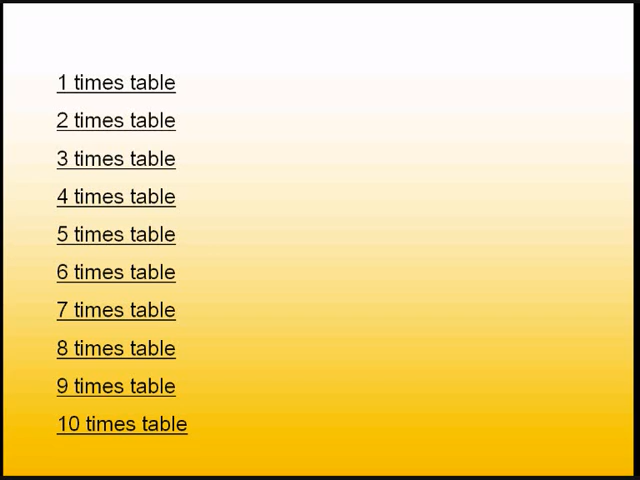 1 times table
2 times table
3 times table
4 times table
5 times table
6 times table
7 times table
8 times table
9 times table
10 times table